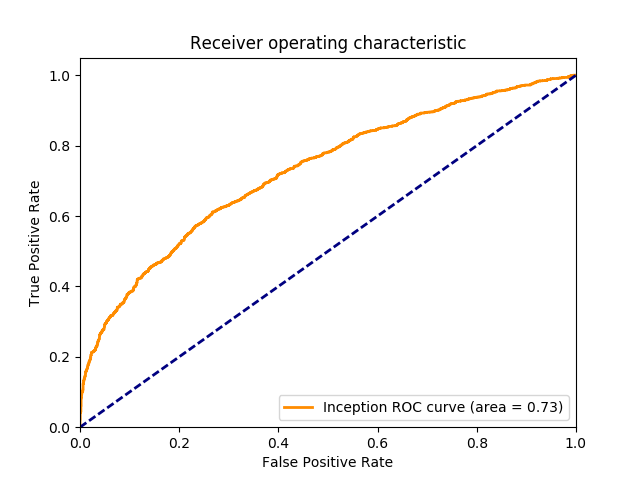 Receiver operating characteristic
True Positive Rate
1.0
0.8
0.6
0.4
0.2
0.0
Inception ROC curve (area = 0.73)
0.0 0.2 0.4 0.6 0.8 1.0
False Positive Rate